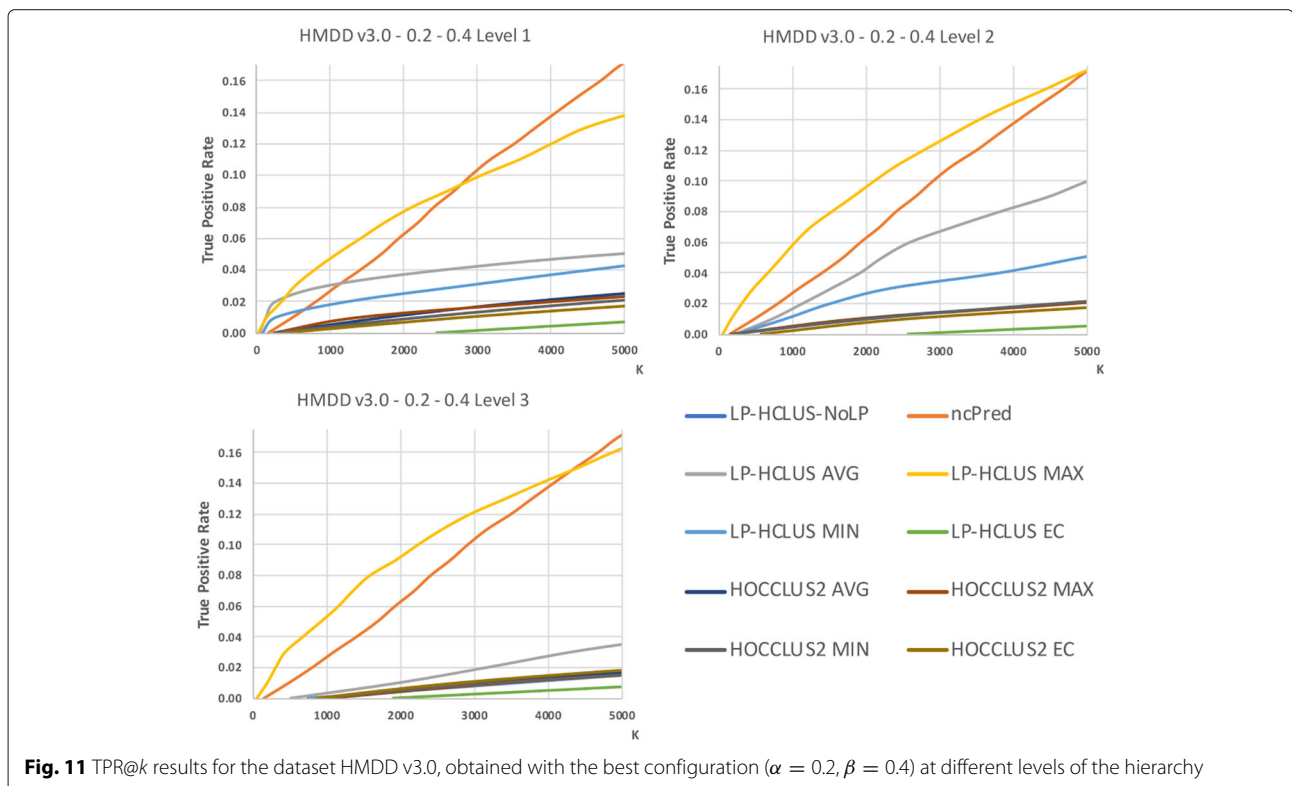 HMDD v3.0 - 0.2 - 0.4 Level 1
True Positive Rate
0.16
0.14
0.12
0.10
0.08
0.06
0.04
0.02
0.00
0 1000 2000 3000 4000 5000
K
HMDD v3.0 - 0.2 - 0.4 Level 2
True Positive Rate
0.16
0.14
0.12
0.10
0.08
0.06
0.04
0.02
0.00
0 1000 2000 3000 4000 5000
K
HMDD v3.0 - 0.2 - 0.4 Level 3
True Positive Rate
0.16
0.14
0.12
0.10
0.08
0.06
0.04
0.02
0.00
0 1000 2000 3000 4000 5000
K
LP-HCLUS-NoLP ncPred
LP-HCLUS AVG LP-HCLUS MAX
LP-HCLUS MIN LP-HCLUS EC
HOCCLUS2 AVG HOCCLUS2 MAX
HOCCLUS2 MIN HOCCLUS2 EC
Fig. 11 TPR@k results for the dataset HMDD v3.0, obtained with the best configuration (α = 0.2, β = 0.4) at different levels of the hierarchy